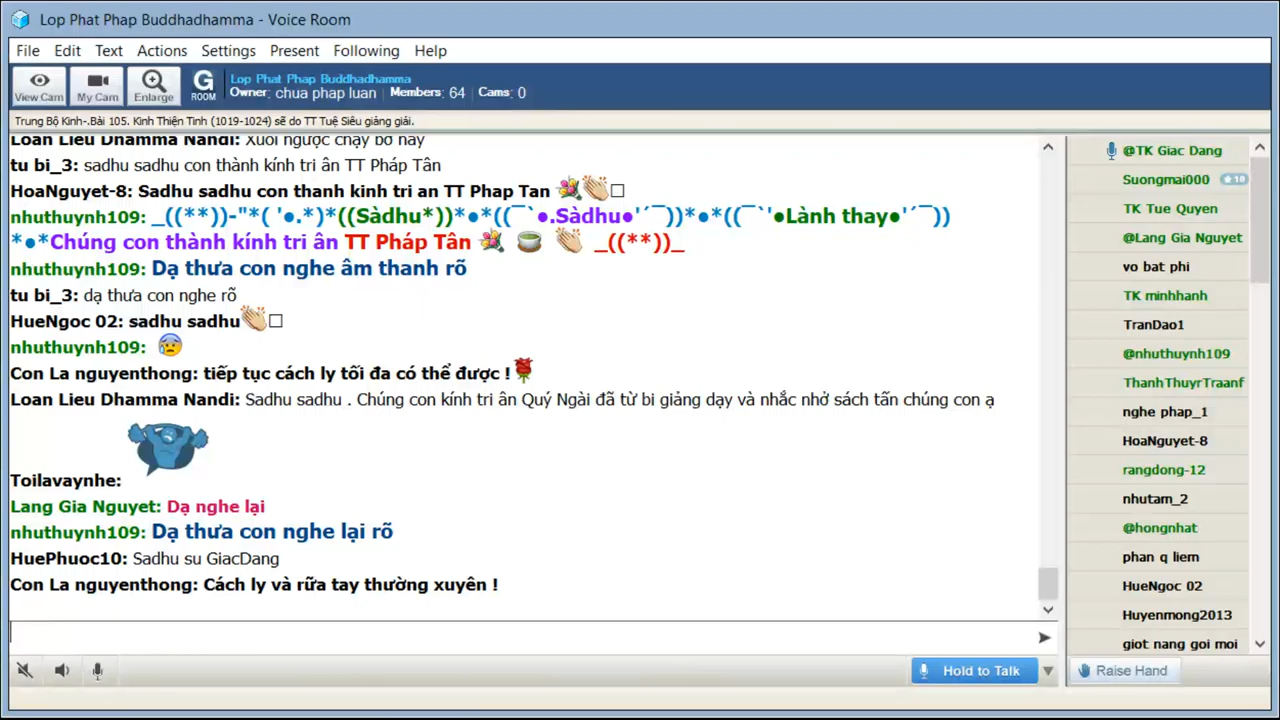 Lop Phat Phap Buddhadhamma - Voice Room
File Edit Text Actions Settings Present Following Help
View Cam My Cam Enlarge G ROOM
Lop Phat Phap Buddhadhamma
Owner: chua phap luan Members: 64 Cams: 0
Trung Bộ Kinh-.Bài 105. Kinh Thiện Tinh (1019-1024) sẽ do TT Tuệ Siêu giảng giải.
Loan Lieu Dhamma Nandi: Xuôi ngược chạy bờ này
tu bi_3: sadhu sadhu con thành kính tri ân TT Pháp Tân
HoaNguyet-8: Sadhu sadhu con thanh kinh tri an TT Phap Tan
nhuthuynh109: _((**))-"*( '●.*)*((Sàdhu*))*●*((¯`●.Sàdhu●'´¯))*●*((¯`'●Lành thay●'´¯))
*●*Chúng con thành kính tri ân TT Pháp Tân _((**))_
nhuthuynh109: Dạ thưa con nghe âm thanh rõ
tu bi_3: dạ thưa con nghe rõ
HueNgoc 02: sadhu sadhu
nhuthuynh109:
Con La nguyenthong: tiếp tục cách ly tối đa có thể được !
Loan Lieu Dhamma Nandi: Sadhu sadhu . Chúng con kính tri ân Quý Ngài đã từ bi giảng dạy và nhắc nhở sách tấn chúng con ạ
Toilavaynhe:
Lang Gia Nguyet: Dạ nghe lại
nhuthuynh109: Dạ thưa con nghe lại rõ
HuePhuoc10: Sadhu su GiacDang
Con La nguyenthong: Cách ly và rữa tay thường xuyên !
Hold to Talk
@TK Giac Dang
Suongmai000 10
TK Tue Quyen
@Lang Gia Nguyet
vo bat phi
TK minhhanh
TranDao1
@nhuthuynh109
ThanhThuyrTraanf
nghe phap_1
HoaNguyet-8
rangdong-12
nhutam_2
@hongnhat
phan q liem
HueNgoc 02
Huyenmong2013
giot nang goi moi
Raise Hand